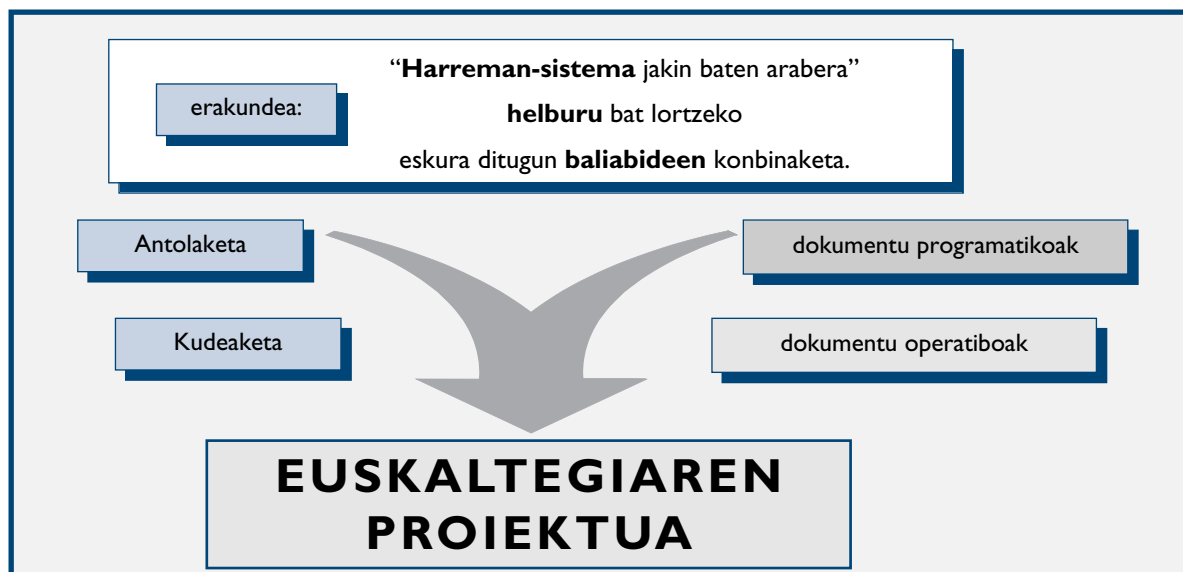 “Harreman-sistema jakin baten arabera”
erakundea:
helburu bat lortzeko
eskura ditugun baliabideen konbinaketa.
Antolaketa
dokumentu programatikoak
Kudeaketa
dokumentu operatiboak
EUSKALTEGIAREN
PROIEKTUA